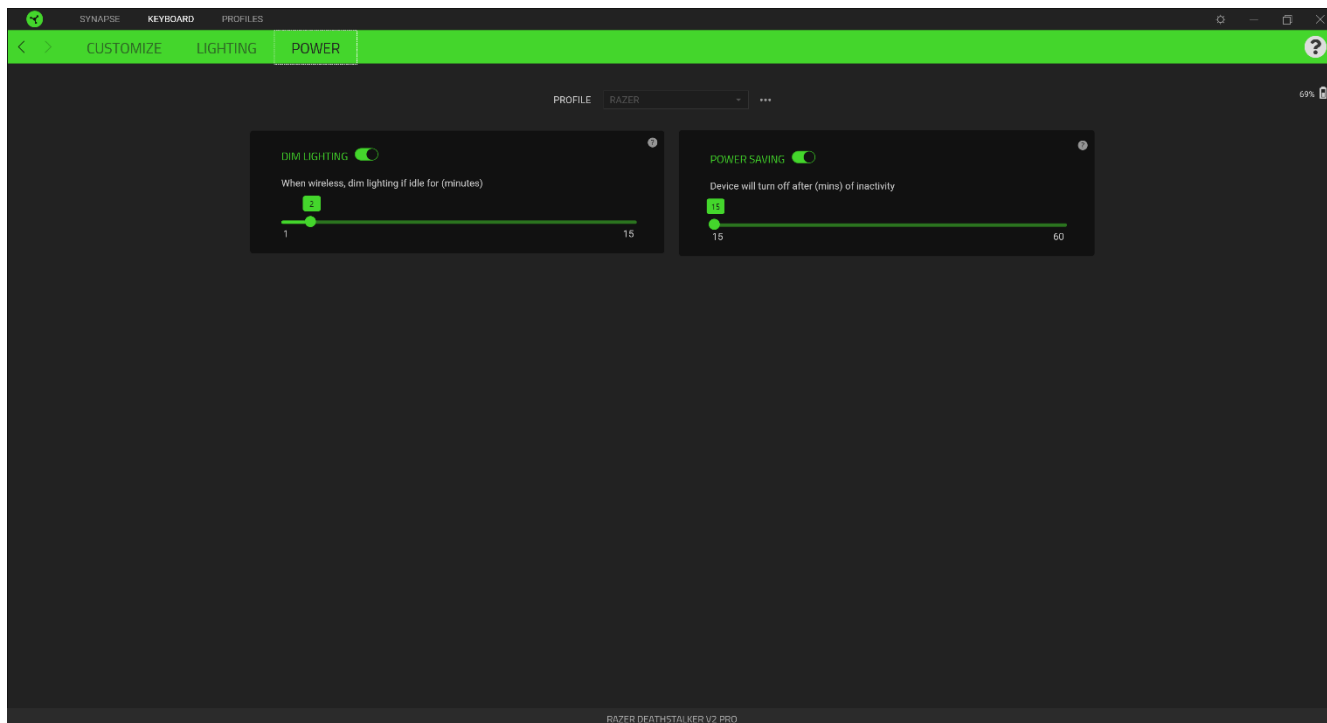 SYNAPSE KEYBOARD PROFILES
CUSTOMIZE LIGHTING POWER ?
PROFILE RAZER •••
69%
DIM LIGHTING ?
When wireless, dim lighting if idle for (minutes)
2
1 15
POWER SAVING ?
Device will turn off after (mins) of inactivity
15
15 60
RAZER DEATHSTALKER V2 PRO